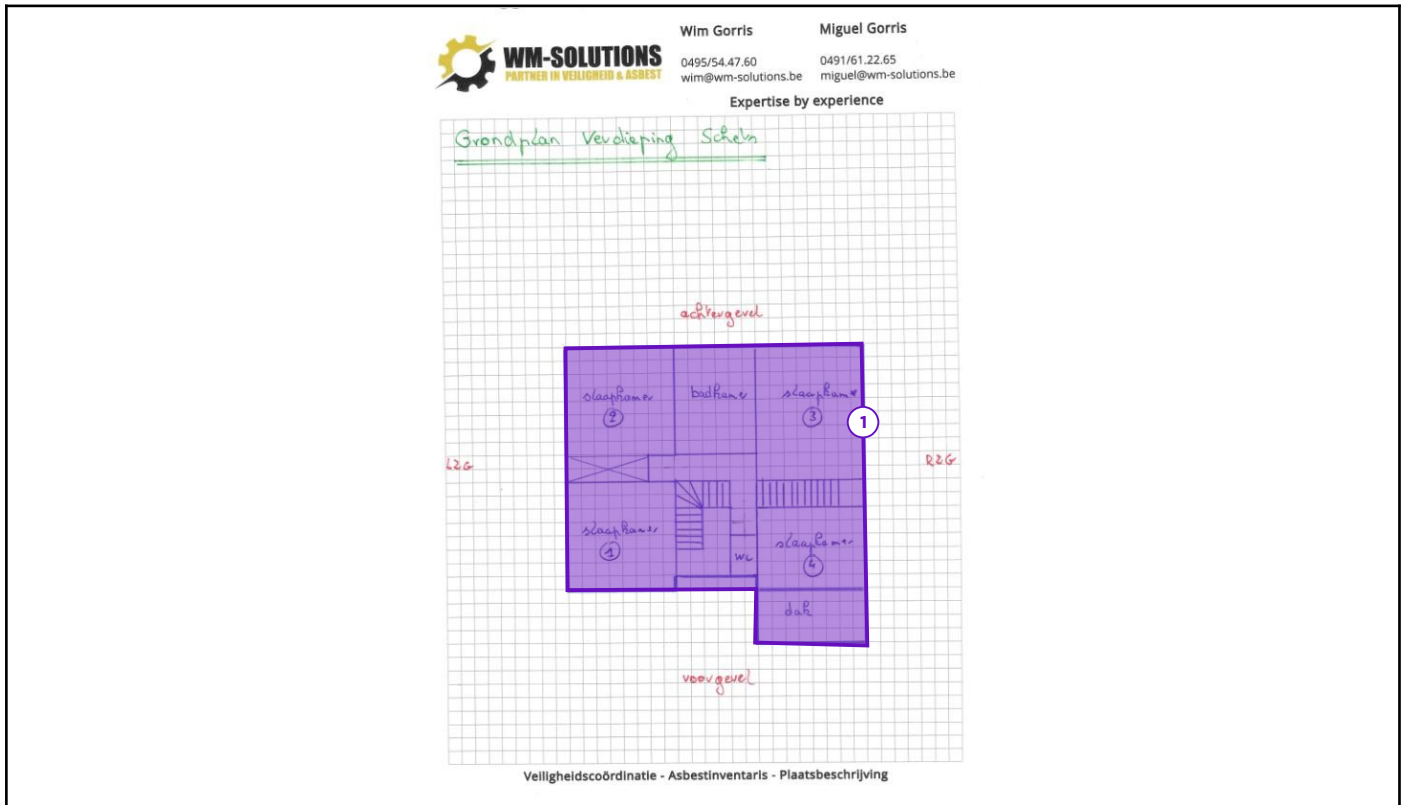 Wim Gorris
Miguel Gorris
WM-SOLUTIONS
PARTNER IN VEILIGHEID & ASBEST
0495/54.47.60
wim@wm-solutions.be
0491/61.22.65
miguel@wm-solutions.be
Expertise by experience
Grondplan Verdieping Schets
achtergevel
slaapkamer
2
badkamer
slaapkamer
3
1
LZG
RZG
slaapkamer
1
WC
slaapkamer
4
dak
voorgevel
Veiligheidscoördinatie - Asbestinventaris - Plaatsbeschrijving